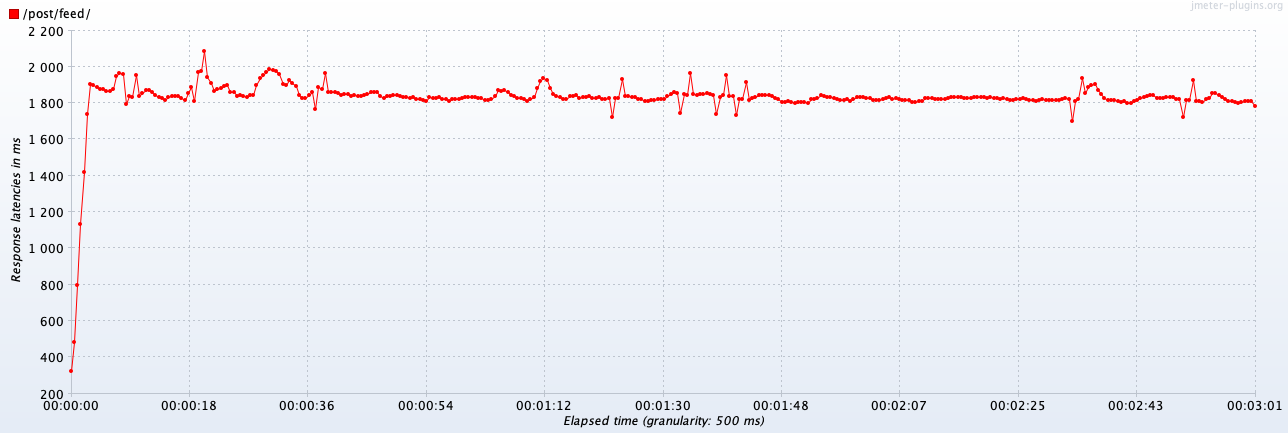 jmeter-plugins.org
/post/feed/
2 200
2 000
1 800
1 600
1 400
1 200
1 000
800
600
400
200
Response latencies in ms
00:00:00 00:00:18 00:00:36 00:00:54 00:01:12 00:01:30 00:01:48 00:02:07 00:02:25 00:02:43 00:03:01
Elapsed time (granularity: 500 ms)